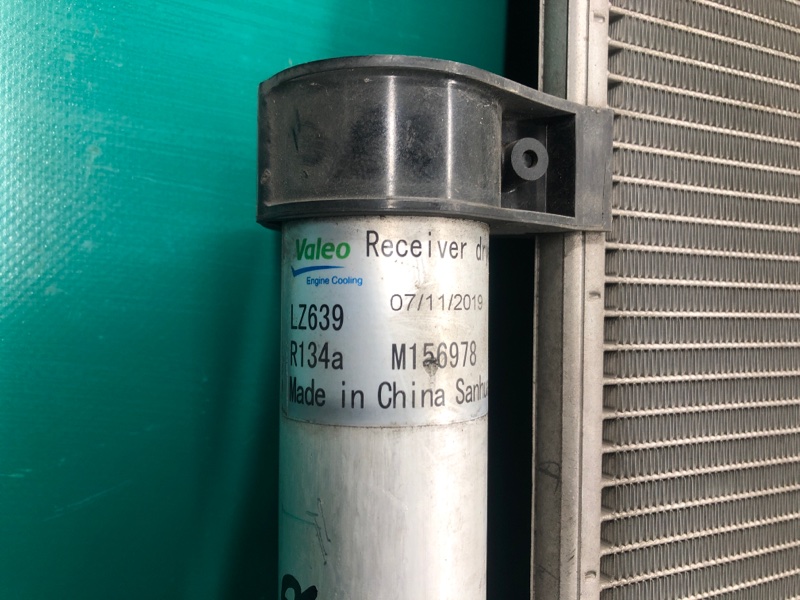 Valeo Receiver
Engine Cooling
07/11/2019
LZ639
R134a M156978
Made in China
R